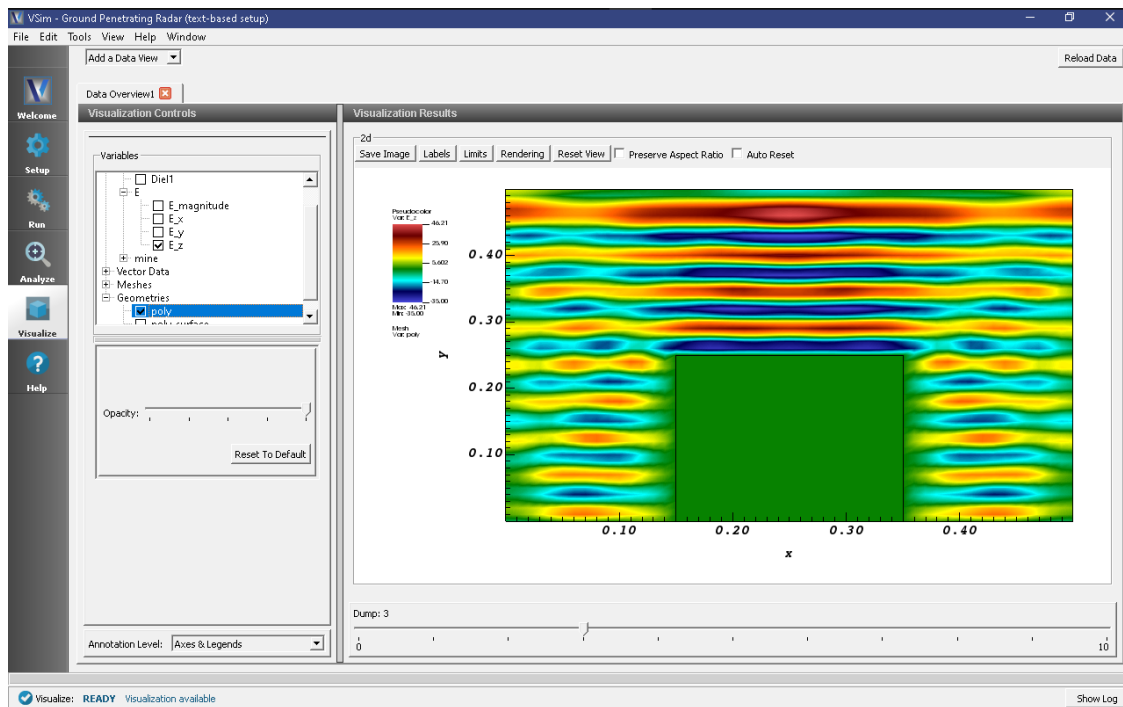 VSim - Ground Penetrating Radar (text-based setup)
File Edit Tools View Help Window
Add a Data View
Reload Data
Data Overview1
Welcome
Setup
Run
Analyze
Visualize
Help
Visualization Controls
Variables
Diel1
E
E_magnitude
E_x
E_y
E_z
mine
Vector Data
Meshes
Geometries
poly
poly_surface
Opacity:
Reset To Default
Annotation Level: Axes & Legends
Visualization Results
2d
Save Image Labels Limits Rendering Reset View Preserve Aspect Ratio Auto Reset
Pseudocolor
Var: E_z
46.21
25.90
5.602
-14.70
-35.00
Max: 46.21
Min: -35.00
Mesh
Var: poly
y
0.40
0.30
0.20
0.10
0.10 0.20 0.30 0.40
x
Dump: 3
0 10
Visualize: READY Visualization available
Show Log